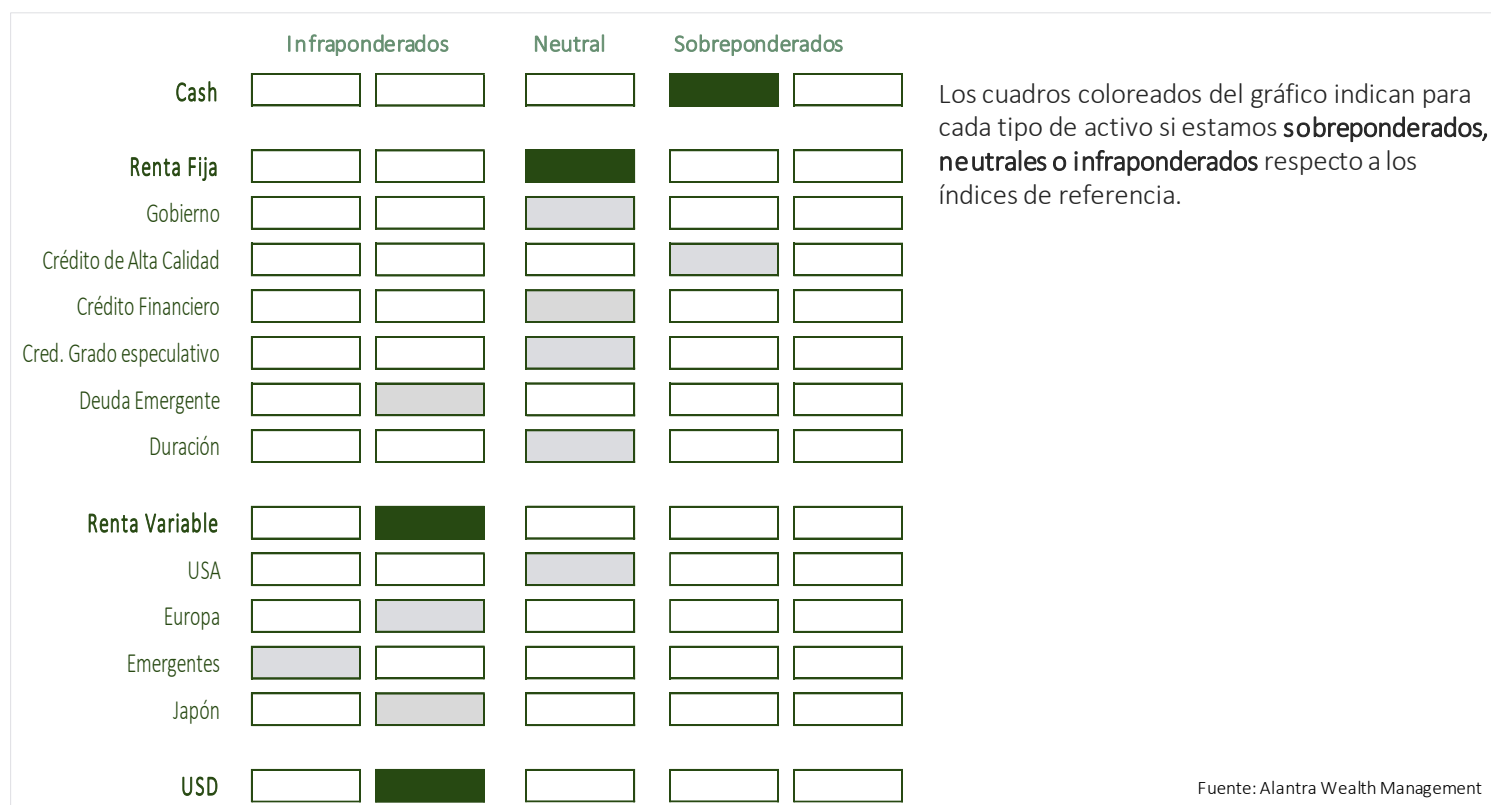 Infraponderados Neutral Sobreponderados
Cash
Renta Fija
Gobierno
Crédito de Alta Calidad
Crédito Financiero
Cred. Grado especulativo
Deuda Emergente
Duración
Renta Variable
USA
Europa
Emergentes
Japón
USD
Los cuadros coloreados del gráfico indican para
cada tipo de activo si estamos sobreponderados,
neutrales o infraponderados respecto a los
índices de referencia.
Fuente: Alantra Wealth Management